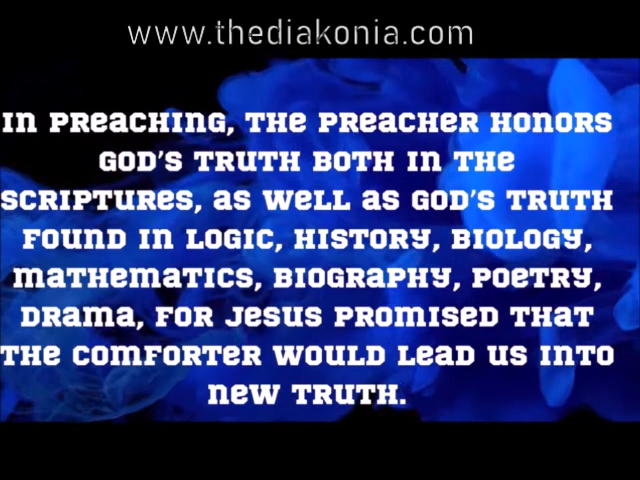 www.thediakonia.com
In PreachIng, The Preacher Honors
God's Truth Both in the
Scriptures, as well as God's Truth
Found in Logic, History, Biology,
Mathematics, Biography, Poetry,
Drama, for Jesus promised that
the Comforter would lead us into
new truth.